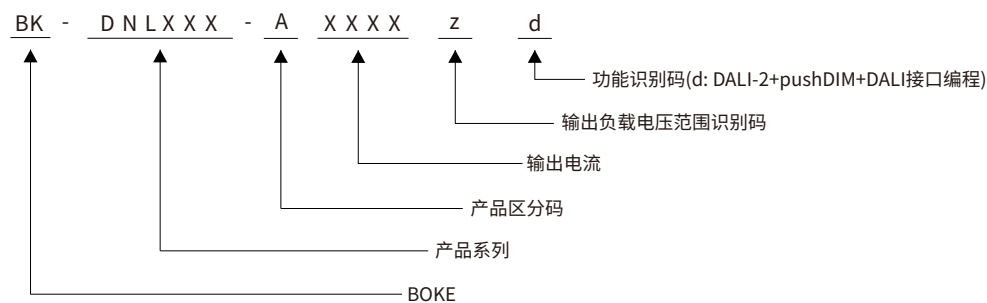 BK - DNLXXX - A XXXX z d
功能识别码(d: DALI-2+pushDIM+DALI接口编程)
输出负载电压范围识别码
输出电流
产品区分码
产品系列
BOKE